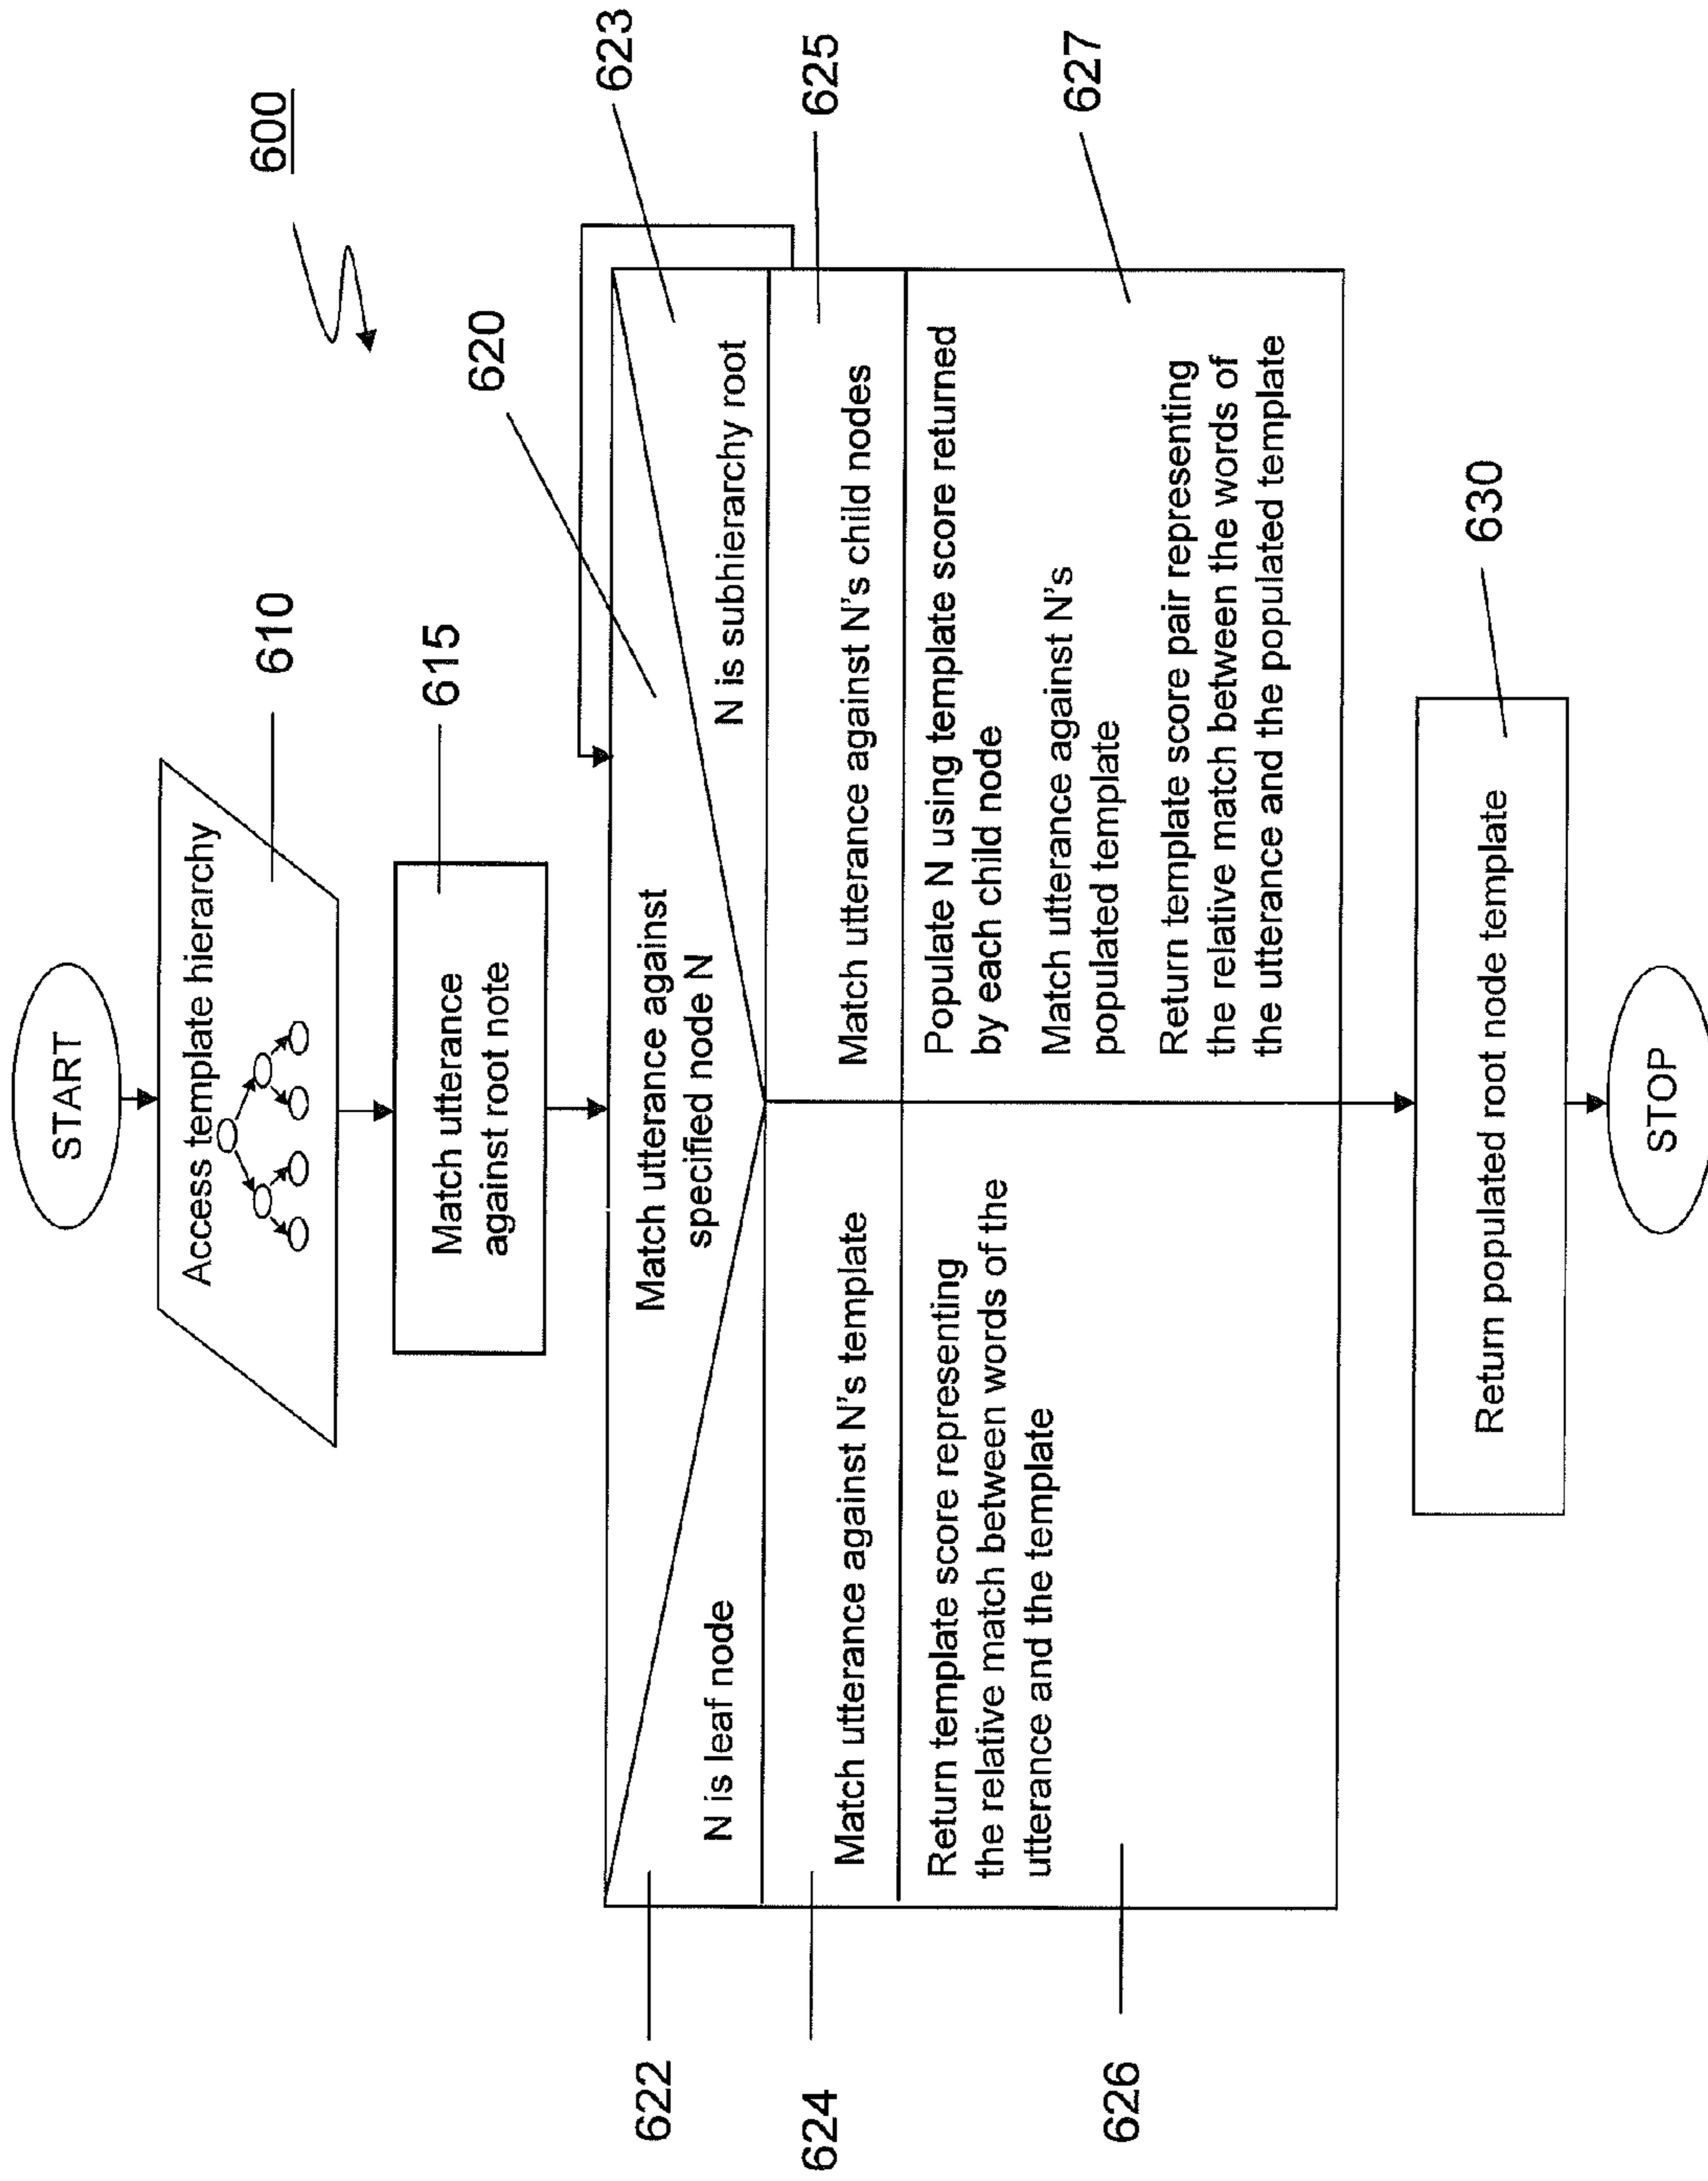 600
START
Access template hierarchy
610
Match utterance
against root note
615
Match utterance against
specified node N
620
N is leaf node
622
N is subhierarchy root
623
Match utterance against N's template
624
Match utterance against N's child nodes
625
Return template score representing
the relative match between words of the
utterance and the template
626
Populate N using template score returned
by each child node
Match utterance against N's
populated template
Return template score pair representing
the relative match between the words of
the utterance and the populated template
627
Return populated root node template
630
STOP